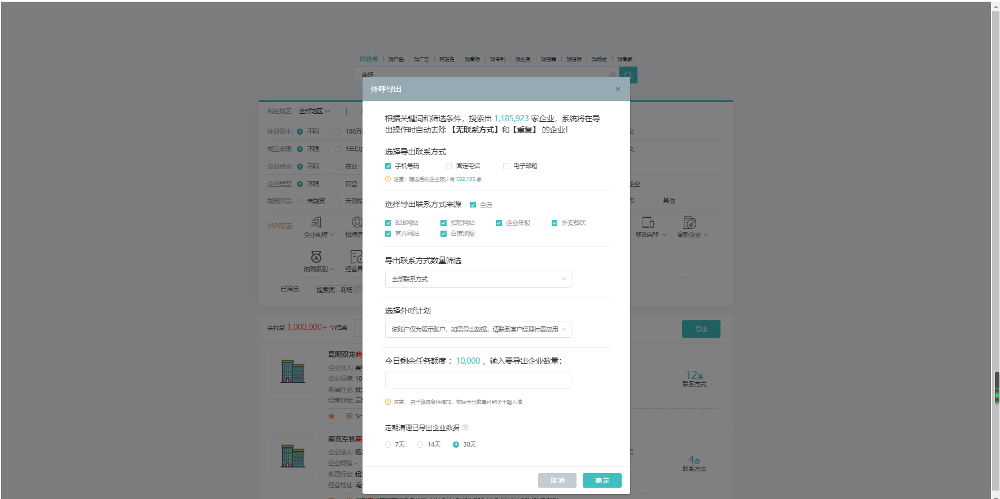 找线索 找产品 找广告 网站名 找商标 找专利 找业务 找招聘 找投标 找地址 找商家
商场
外呼导出 ×
根据关键词和筛选条件，搜索出 1,185,923 家企业，系统将在导
出操作时自动去除 【无联系方式】和【重复】 的企业！
选择导出联系方式
手机号码 固定电话 电子邮箱
注意：筛选后的企业预计有 592,195 家
选择导出联系方式来源 全选
B2B网站 招聘网站 企业年报 外卖餐饮
官方网站 百度地图
导出联系方式数量筛选
全部联系方式
选择外呼计划
该账户仅为展示账户，如需导出数据，请联系客户经理付费应用
今日剩余任务额度： 10,000 ，输入要导出企业数量：
注意： 由于筛选条件增加，实际导出数量可能少于输入值
定期清理已导出企业数据
7天 14天 30天
取消 确定
所在地区： 全部地区
注册资本： 不限 100万
成立年限： 不限 1年以
企业状态： 不限 在业
企业类型： 不限 民营 企业
融资阶段： 未融资 天使轮 市 其他
VIP筛选： 企业规模 招聘信 移动APP 高新企业
纳税级别 经营异
已筛选： 搜索词：商场
共找到 1,000,000+ 个结果 导出
昆明双龙商
企业法人: 吴
企业规模: 10
所属行业: 批
经营地址: 云
商 标: SH
12条
联系方式
南充军帆商
企业法人: 杨 号
企业规模: -
所属行业: 租
经营地址: 南
4条
联系方式